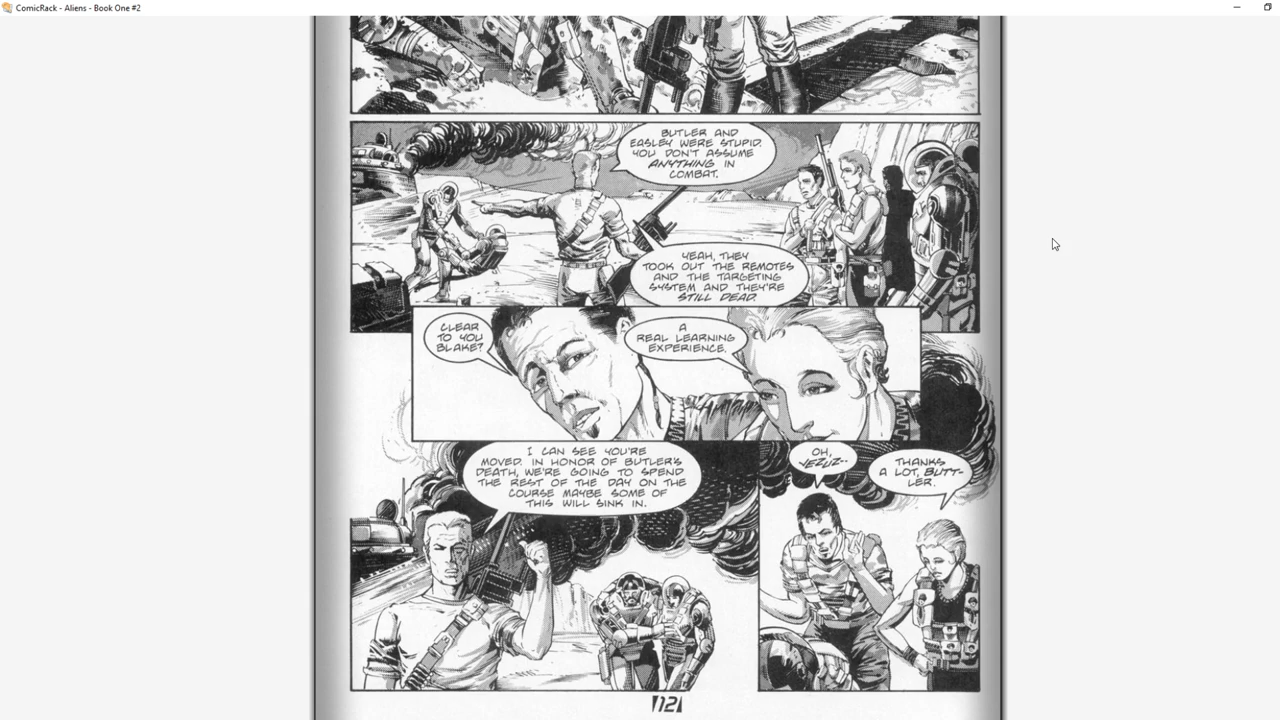 ComicRack - Aliens - Book One #2
BUTLER AND
EASLEY WERE STUPID.
YOU DON'T ASSUME
ANYTHING IN
COMBAT.
YEAH, THEY
TOOK OUT THE REMOTES
AND THE TARGETING
SYSTEM AND THEY'RE
STILL DEAD.
CLEAR
TO YOU
BLAKE?
A
REAL LEARNING
EXPERIENCE.
I CAN SEE YOU'RE
MOVED. IN HONOR OF BUTLER'S
DEATH, WE'RE GOING TO SPEND
THE REST OF THE DAY ON THE
COURSE MAYBE SOME OF
THIS WILL SINK IN.
OH,
JEZUZ--
THANKS
A LOT, BUTT-
LER.
12